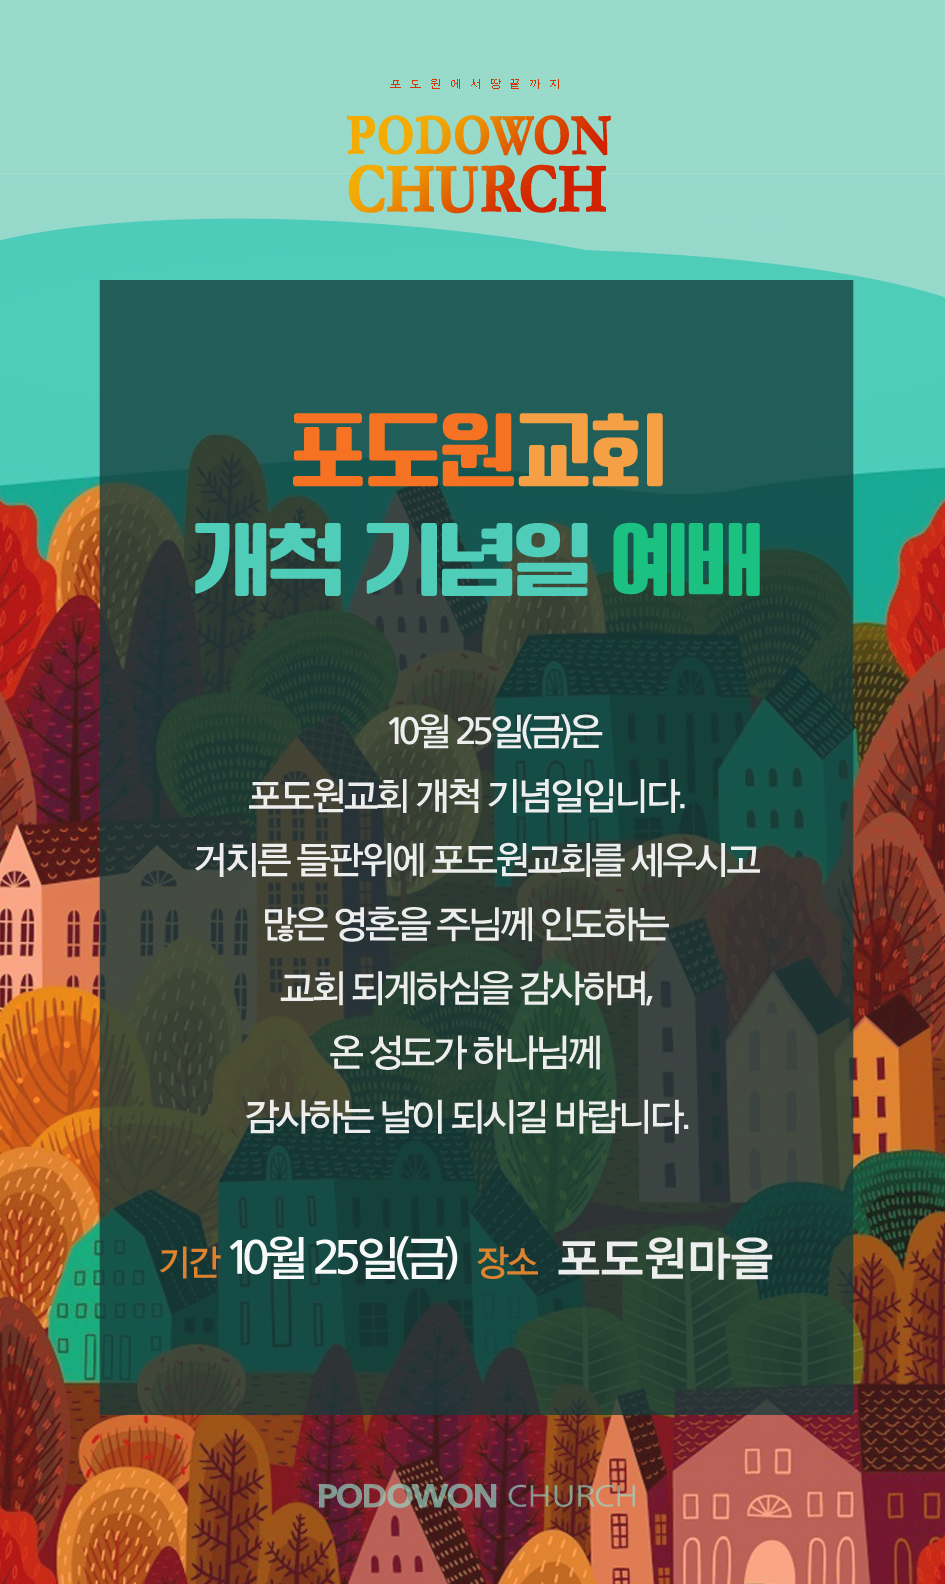 포도원에서땅끝까지
PODOWON
CHURCH
포도원교회
개척 기념일 예배
10월 25일(금)은
포도원교회 개척 기념일입니다.
거치른 들판위에 포도원교회를 세우시고
많은 영혼을 주님께 인도하는
교회 되게하심을 감사하며,
온 성도가 하나님께
감사하는 날이 되시길 바랍니다.
기간 10월 25일(금) 장소 포도원마을
PODOWON CHURCH